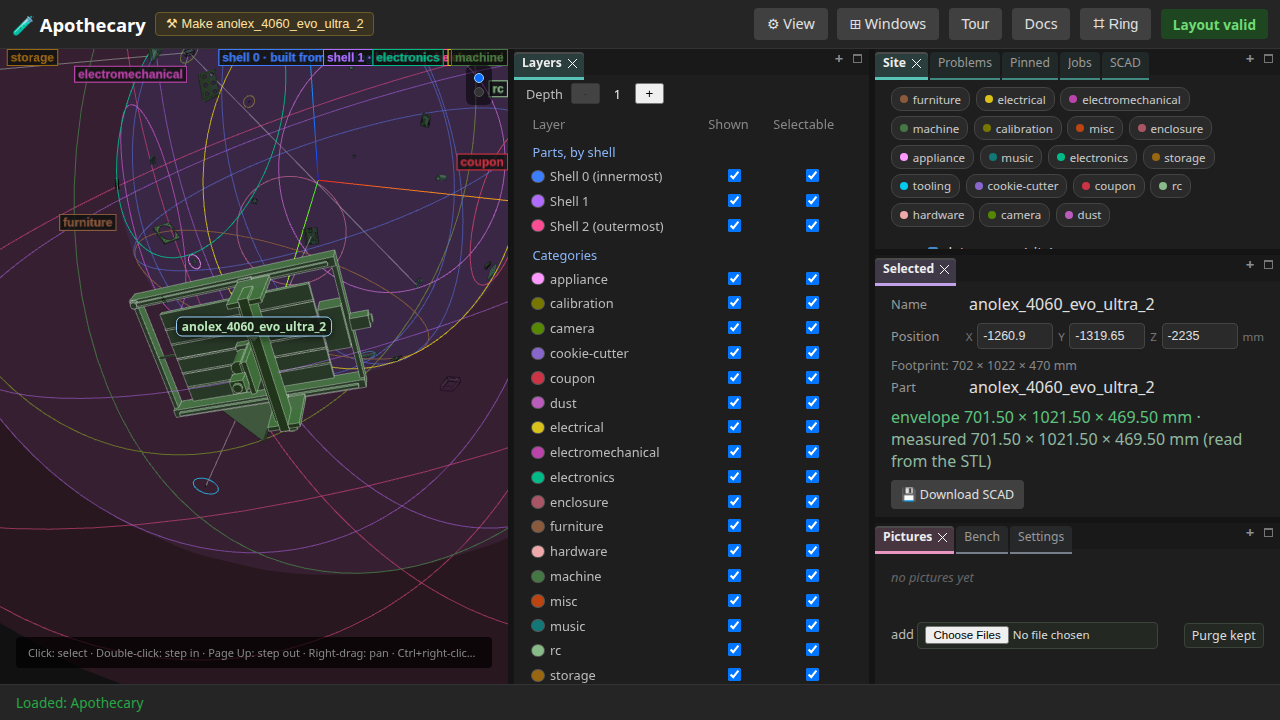 Apothecary
⚒ Make anolex_4060_evo_ultra_2
⚙ View
⊞ Windows
Tour
Docs
⌗ Ring
Layout valid
storage
shell 0 · built from
shell 1 ·
electronics
machine
electromechanical
rc
coupon
furniture
anolex_4060_evo_ultra_2
Click: select · Double-click: step in · Page Up: step out · Right-drag: pan · Ctrl+right-clic…
Layers
Depth - 1 +
Layer Shown Selectable
Parts, by shell
Shell 0 (innermost)
Shell 1
Shell 2 (outermost)
Categories
appliance
calibration
camera
cookie-cutter
coupon
dust
electrical
electromechanical
electronics
enclosure
furniture
hardware
machine
misc
music
rc
storage
Site Problems Pinned Jobs SCAD
furniture electrical electromechanical
machine calibration misc enclosure
appliance music electronics storage
tooling cookie-cutter coupon rc
hardware camera dust
Selected
Name anolex_4060_evo_ultra_2
Position X -1260.9 Y -1319.65 Z -2235 mm
Footprint: 702 × 1022 × 470 mm
Part anolex_4060_evo_ultra_2
envelope 701.50 × 1021.50 × 469.50 mm ·
measured 701.50 × 1021.50 × 469.50 mm (read
from the STL)
Download SCAD
Pictures Bench Settings
no pictures yet
add Choose Files No file chosen Purge kept
Loaded: Apothecary